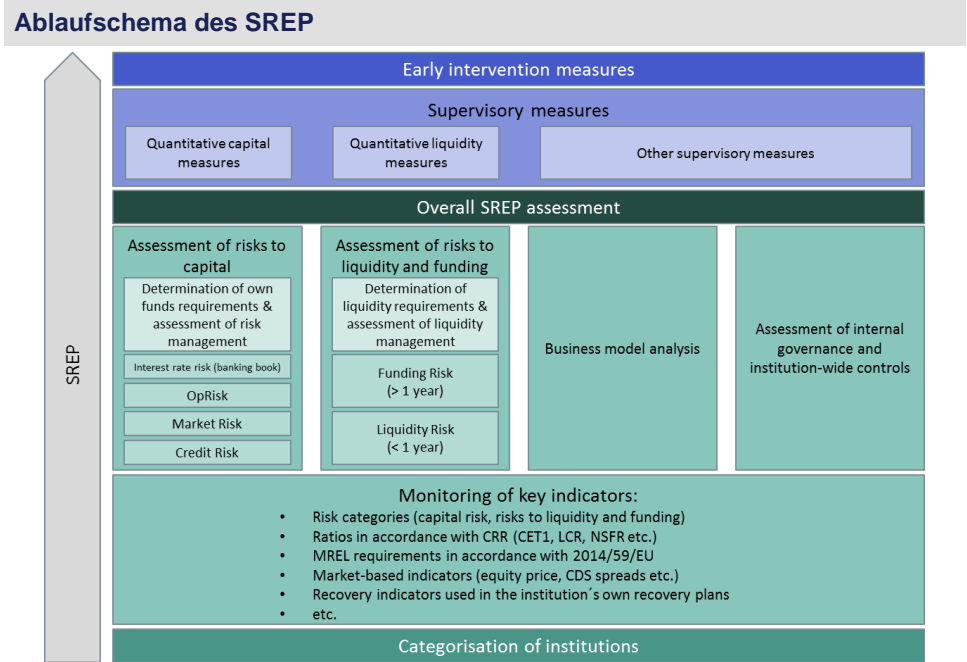 Ablaufschema des SREP
SREP
Early intervention measures
Supervisory measures
Quantitative capital
measures
Quantitative liquidity
measures
Other supervisory measures
Overall SREP assessment
Assessment of risks to
capital
Determination of own
funds requirements &
assessment of risk
management
Interest rate risk (banking book)
OpRisk
Market Risk
Credit Risk
Assessment of risks to
liquidity and funding
Determination of
liquidity requirements &
assessment of liquidity
management
Funding Risk
(> 1 year)
Liquidity Risk
(< 1 year)
Business model analysis
Assessment of internal
governance and
institution-wide controls
Monitoring of key indicators:
• Risk categories (capital risk, risks to liquidity and funding)
• Ratios in accordance with CRR (CET1, LCR, NSFR etc.)
• MREL requirements in accordance with 2014/59/EU
• Market-based indicators (equity price, CDS spreads etc.)
• Recovery indicators used in the institution´s own recovery plans
• etc.
Categorisation of institutions